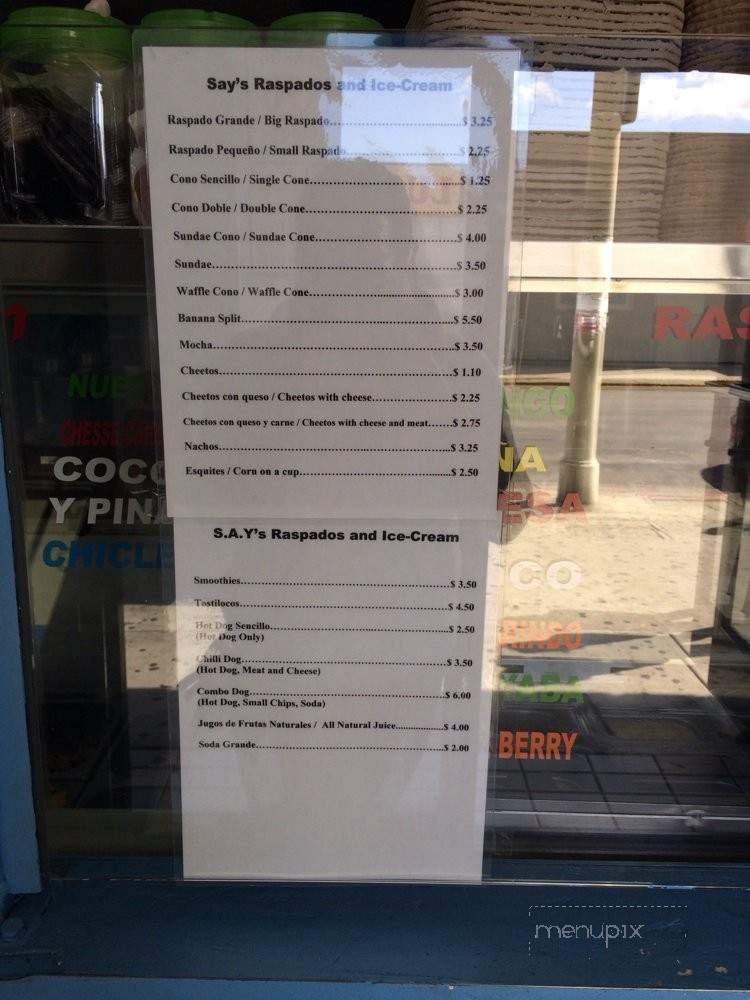 Say's Raspados and Ice-Cream
Raspado Grande / Big Raspado....................................$ 3.25
Raspado Pequeño / Small Raspado..............................$ 2.25
Cono Sencillo / Single Cone.........................................$ 1.25
Cono Doble / Double Cone..........................................$ 2.25
Sundae Cono / Sundae Cone........................................$ 4.00
Sundae.................................................................$ 3.50
Waffle Cono / Waffle Cone..........................................$ 3.00
Banana Split...........................................................$ 5.50
Mocha..................................................................$ 3.50
Cheetos.................................................................$ 1.10
Cheetos con queso / Cheetos with cheese.......................$ 2.25
Cheetos con queso y carne / Cheetos with cheese and meat.......$ 2.75
Nachos..................................................................$ 3.25
Esquites / Corn on a cup............................................$ 2.50
S.A.Y's Raspados and Ice-Cream
Smoothies..............................................................$ 3.50
Tostilocos..............................................................$ 4.50
Hot Dog Sencillo.....................................................$ 2.50
(Hot Dog Only)
Chilli Dog..............................................................$ 3.50
(Hot Dog, Meat and Cheese)
Combo Dog............................................................$ 6.00
(Hot Dog, Small Chips, Soda)
Jugos de Frutas Naturales / All Natural Juice...................$ 4.00
Soda Grande..........................................................$ 2.00
RAS
NUE
COCO
Y PIN
CHICLE
NA
ESA
CO
BERRY
menupix